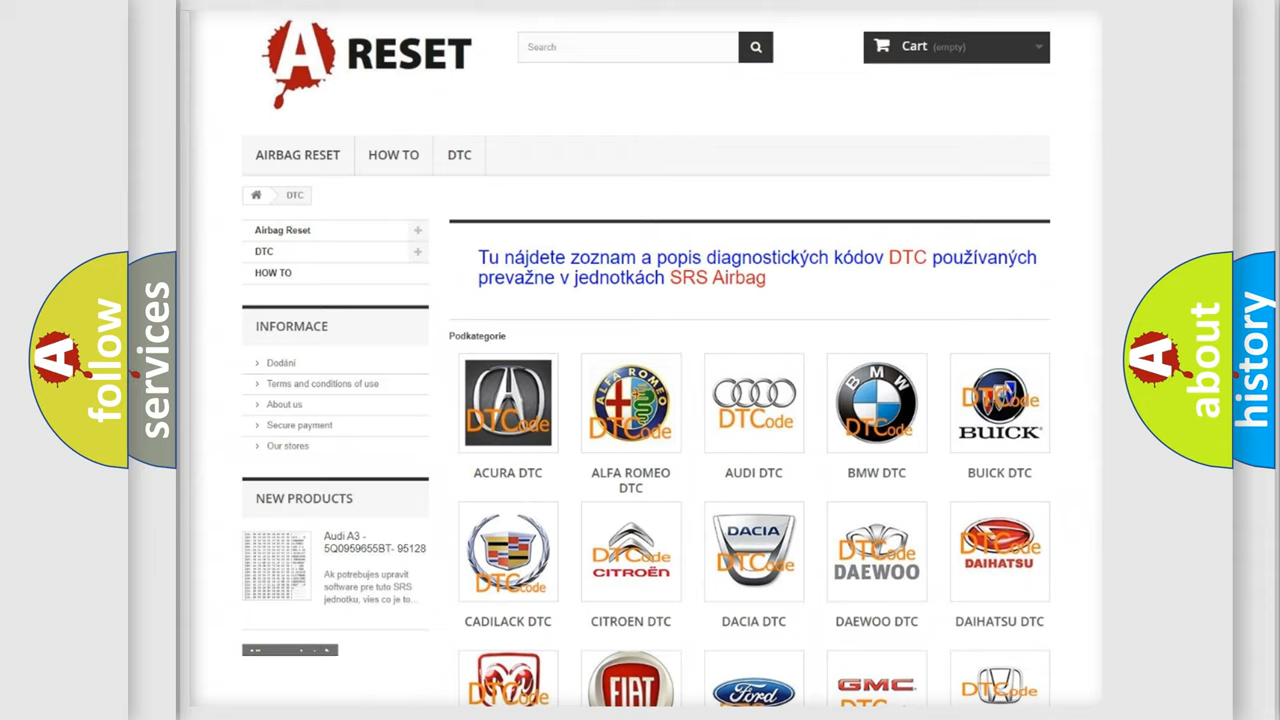 A RESET
Search
Cart (empty)
AIRBAG RESET
HOW TO
DTC
DTC
Airbag Reset
DTC
HOW TO
INFORMACE
Dodání
Terms and conditions of use
About us
Secure payment
Our stores
NEW PRODUCTS
Audi A3 -
5Q0959655BT- 95128
Ak potrebujes upravit
software pre tuto SRS
jednotku, vies co je to...
Tu nájdete zoznam a popis diagnostických kódov DTC používaných
prevažne v jednotkách SRS Airbag
Podkategorie
DTCode
ALFA ROMEO
DTCode
DTCode
BMW
DTCode
DTCode
BUICK
ACURA DTC
ALFA ROMEO
DTC
AUDI DTC
BMW DTC
BUICK DTC
DTCode
DTCode
CITROËN
DACIA
DTCode
DTCode
DAEWOO
DTCode
DAIHATSU
CADILACK DTC
CITROEN DTC
DACIA DTC
DAEWOO DTC
DAIHATSU DTC
DTCode
FIAT
Ford
GMC
DTCode
A follow
services
A about
history